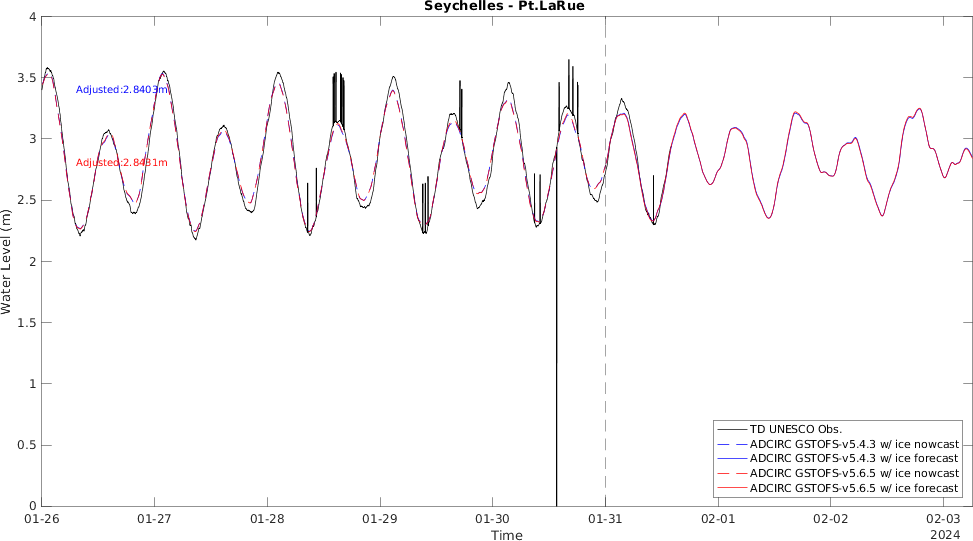 Seychelles - Pt.LaRue
4
3.5
3
2.5
2
1.5
1
0.5
0
Water Level (m)
Adjusted:2.8403m
Adjusted:2.8431m
TD UNESCO Obs.
ADCIRC GSTOFS-v5.4.3 w/ ice nowcast
ADCIRC GSTOFS-v5.4.3 w/ ice forecast
ADCIRC GSTOFS-v5.6.5 w/ ice nowcast
ADCIRC GSTOFS-v5.6.5 w/ ice forecast
01-26 01-27 01-28 01-29 01-30 01-31 02-01 02-02 02-03
Time
2024